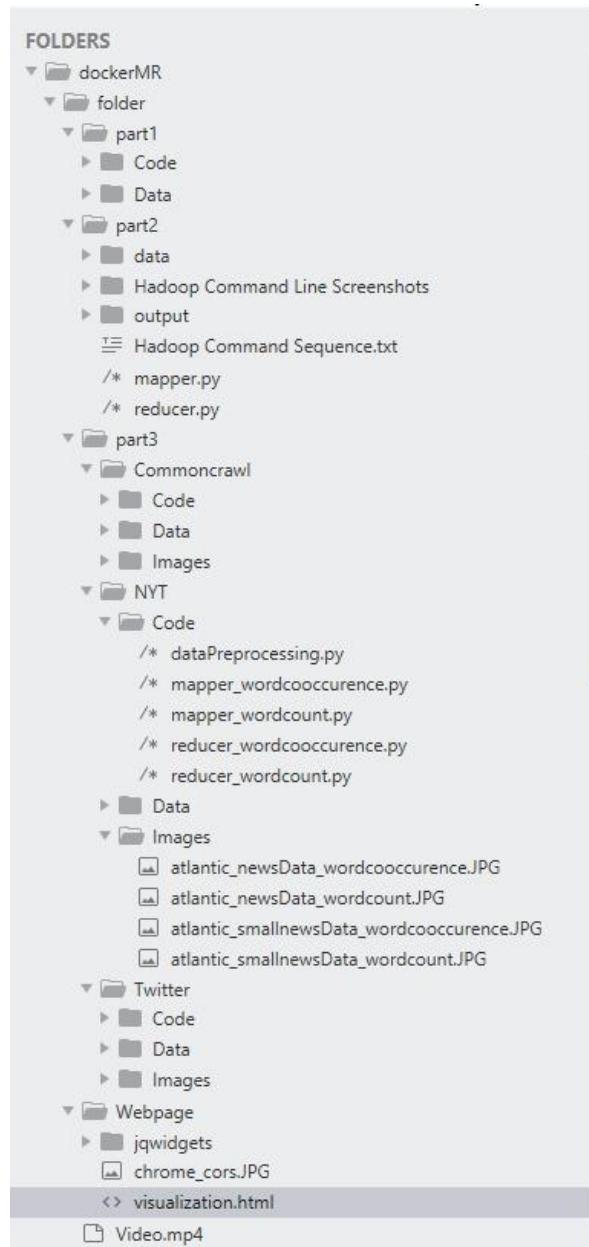 FOLDERS
dockerMR
folder
part1
Code
Data
part2
data
Hadoop Command Line Screenshots
output
Hadoop Command Sequence.txt
/* mapper.py
/* reducer.py
part3
Commoncrawl
Code
Data
Images
NYT
Code
/* dataPreprocessing.py
/* mapper_wordcooccurence.py
/* mapper_wordcount.py
/* reducer_wordcooccurence.py
/* reducer_wordcount.py
Data
Images
atlantic_newsData_wordcooccurence.JPG
atlantic_newsData_wordcount.JPG
atlantic_smallnewsData_wordcooccurence.JPG
atlantic_smallnewsData_wordcount.JPG
Twitter
Code
Data
Images
Webpage
jqwidgets
chrome_cors.JPG
<> visualization.html
Video.mp4